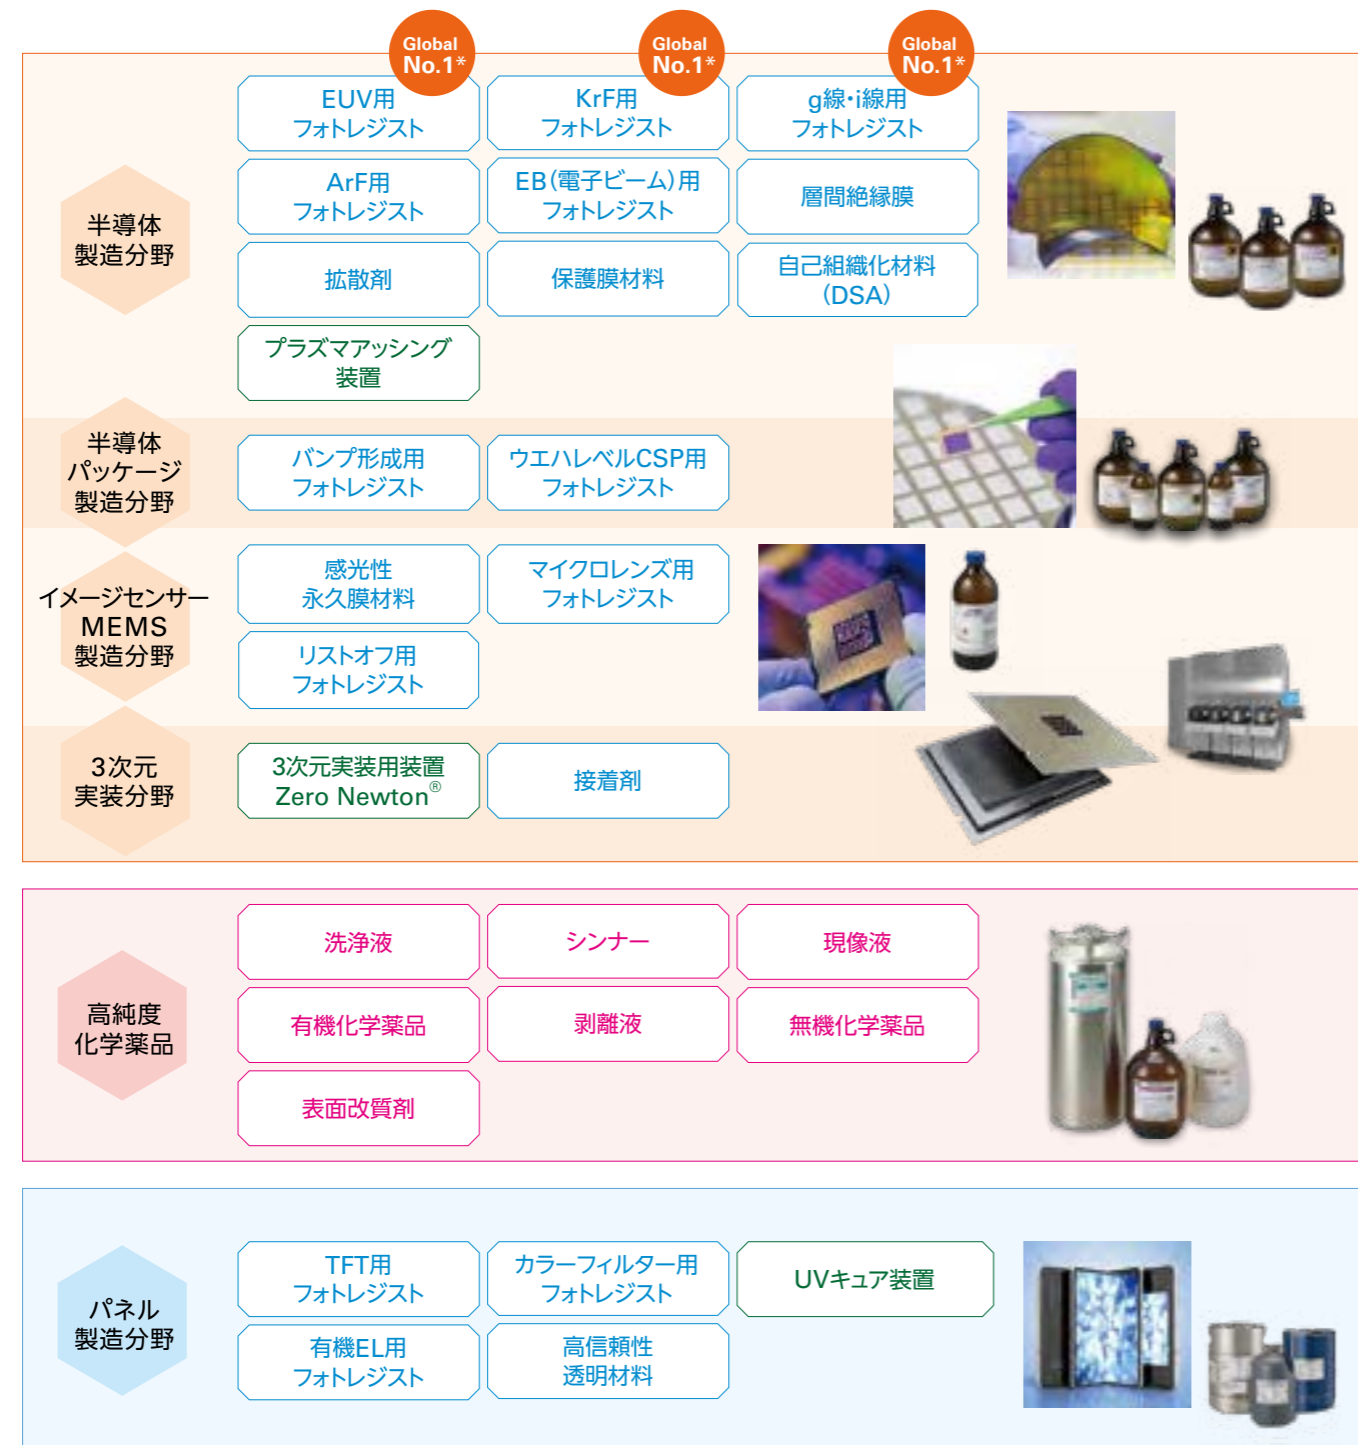 Global
No.1*
Global
No.1*
Global
No.1*
半導体
製造分野
EUV用
フォトレジスト
KrF用
フォトレジスト
g線・i線用
フォトレジスト
ArF用
フォトレジスト
EB（電子ビーム）用
フォトレジスト
層間絶縁膜
拡散剤
保護膜材料
自己組織化材料
（DSA）
プラズマアッシング
装置
半導体
パッケージ
製造分野
バンプ形成用
フォトレジスト
ウエハレベルCSP用
フォトレジスト
イメージセンサー
MEMS
製造分野
感光性
永久膜材料
マイクロレンズ用
フォトレジスト
リストオフ用
フォトレジスト
3次元
実装分野
3次元実装用装置
Zero Newton®
接着剤
高純度
化学薬品
洗浄液
シンナー
現像液
有機化学薬品
剥離液
無機化学薬品
表面改質剤
パネル
製造分野
TFT用
フォトレジスト
カラーフィルター用
フォトレジスト
UVキュア装置
有機EL用
フォトレジスト
高信頼性
透明材料